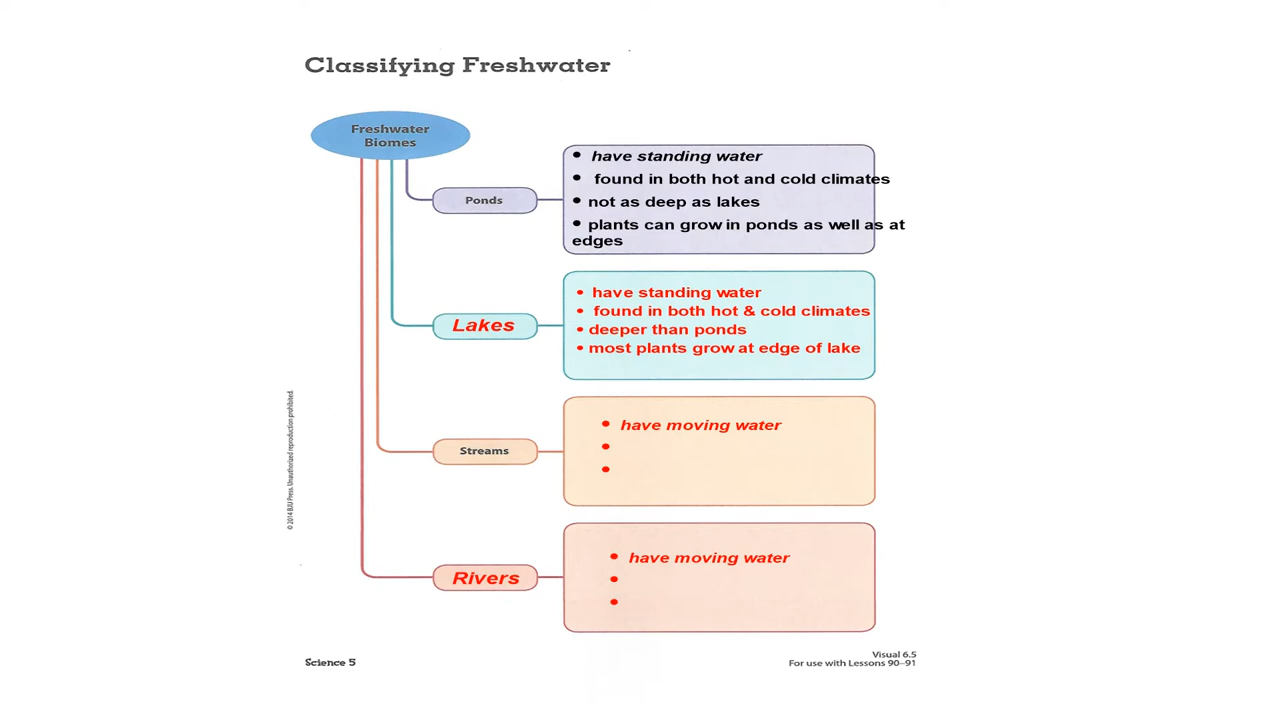 Classifying Freshwater
Freshwater
Biomes
Ponds
• have standing water
• found in both hot and cold climates
• not as deep as lakes
• plants can grow in ponds as well as at
edges
Lakes
• have standing water
• found in both hot & cold climates
• deeper than ponds
• most plants grow at edge of lake
Streams
• have moving water
•
•
Rivers
• have moving water
•
•
© 2014 BJU Press. Unauthorized reproduction prohibited.
Science 5
Visual 6.5
For use with Lessons 90–91